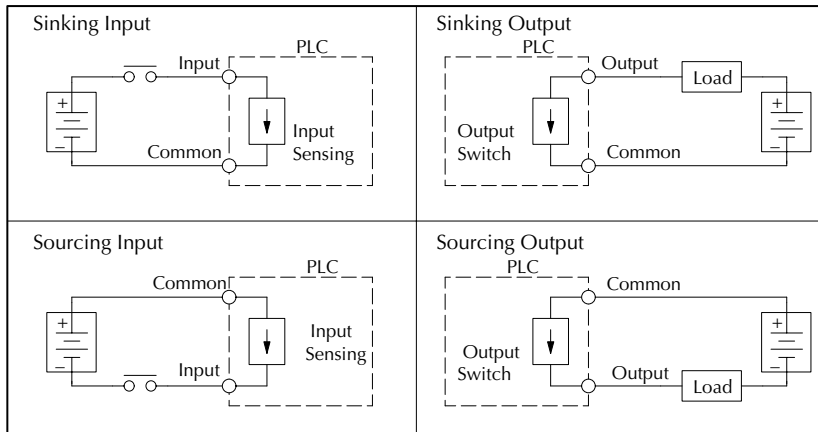 Sinking Input
PLC
Input
+
–
Input
Sensing
Common
Sinking Output
PLC
Output
Load
+
–
Output
Switch
Common
Sourcing Input
PLC
Common
+
–
Input
Sensing
Input
Sourcing Output
PLC
Common
+
–
Output
Switch
Output
Load